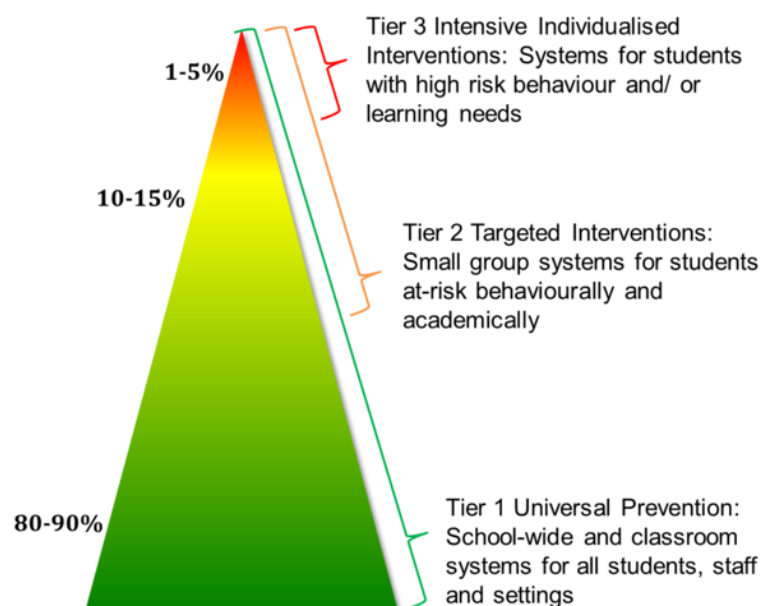 Tier 3 Intensive Individualised
Interventions: Systems for students
with high risk behaviour and/ or
learning needs
1-5%
10-15%
Tier 2 Targeted Interventions:
Small group systems for students
at-risk behaviourally and
academically
80-90%
Tier 1 Universal Prevention:
School-wide and classroom
systems for all students, staff
and settings